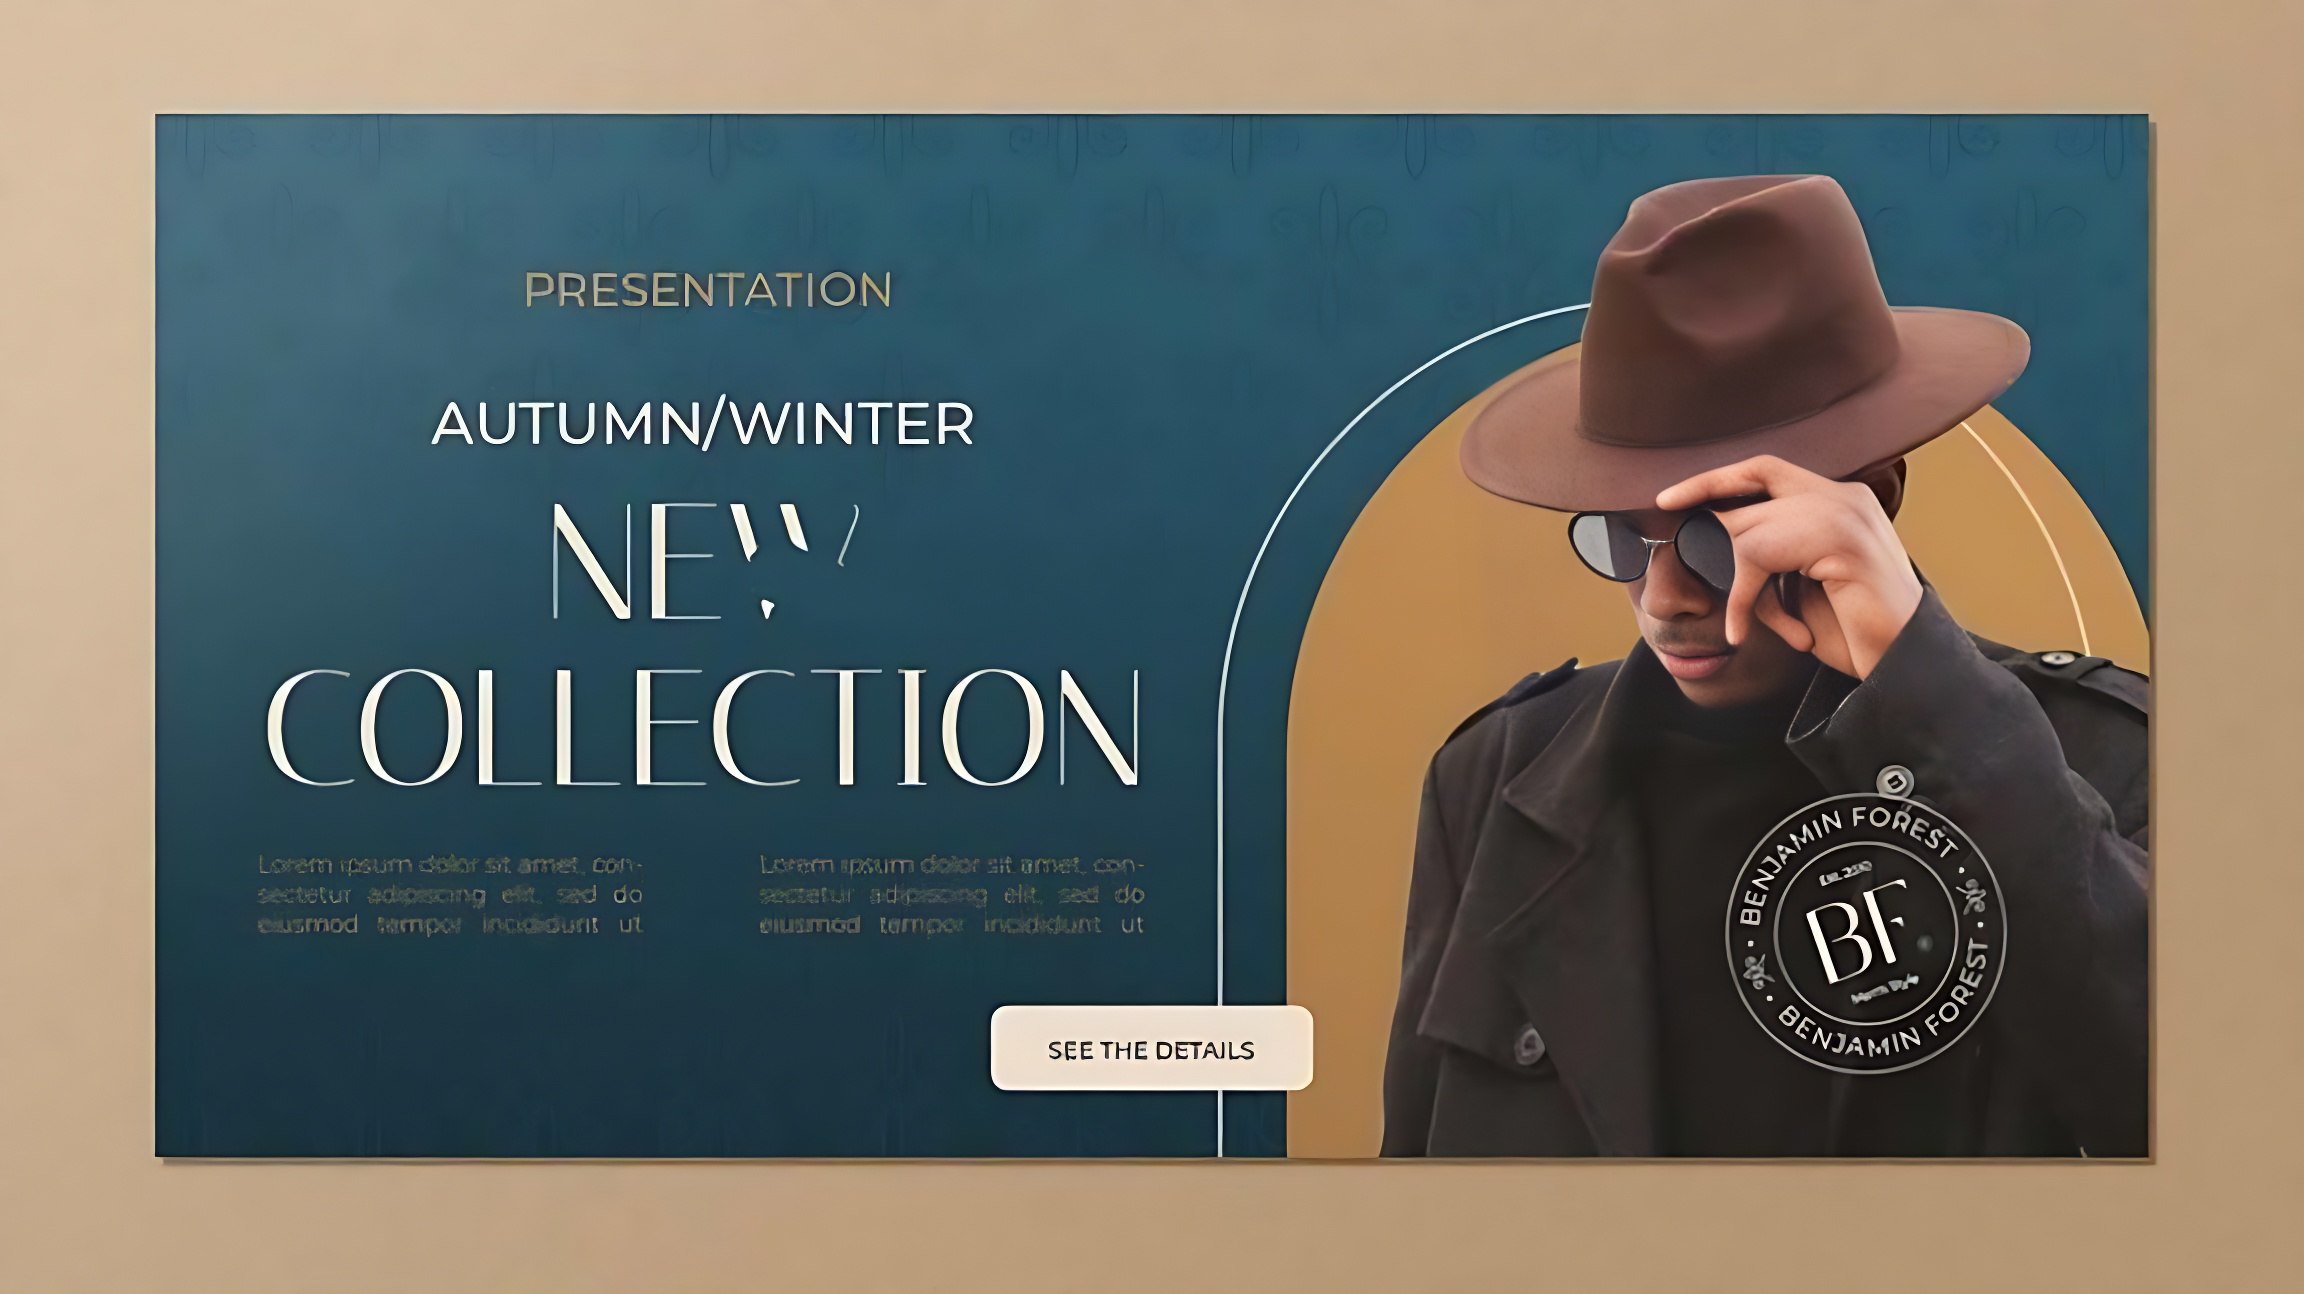 PRESENTATION
AUTUMN/WINTER
NEW
COLLECTION
Lorem ipsum dolor sit amet, con-
sectetur adipiscing elit, sed do
eiusmod tempor incididunt ut
Lorem ipsum dolor sit amet, con-
sectetur adipiscing elit, sed do
eiusmod tempor incididunt ut
SEE THE DETAILS
BENJAMIN FOREST
BF
BENJAMIN FOREST